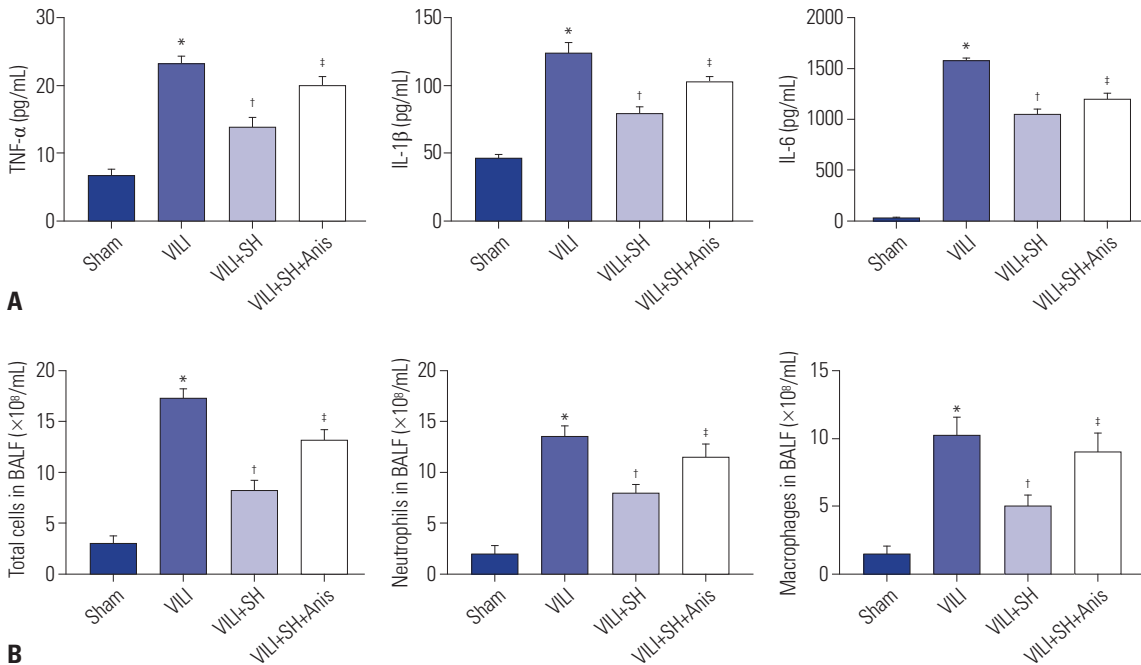 TNF-α (pg/mL)
30
20
10
0
*
†
‡
Sham
VILI
VILI+SH
VILI+SH+Anis
IL-1β (pg/mL)
150
100
50
0
*
†
‡
Sham
VILI
VILI+SH
VILI+SH+Anis
IL-6 (pg/mL)
2000
1500
1000
500
0
*
†
‡
Sham
VILI
VILI+SH
VILI+SH+Anis
A
Total cells in BALF (×10⁸/mL)
20
15
10
5
0
*
†
‡
Sham
VILI
VILI+SH
VILI+SH+Anis
Neutrophils in BALF (×10⁸/mL)
20
15
10
5
0
*
†
‡
Sham
VILI
VILI+SH
VILI+SH+Anis
Macrophages in BALF (×10⁸/mL)
15
10
5
0
*
†
‡
Sham
VILI
VILI+SH
VILI+SH+Anis
B